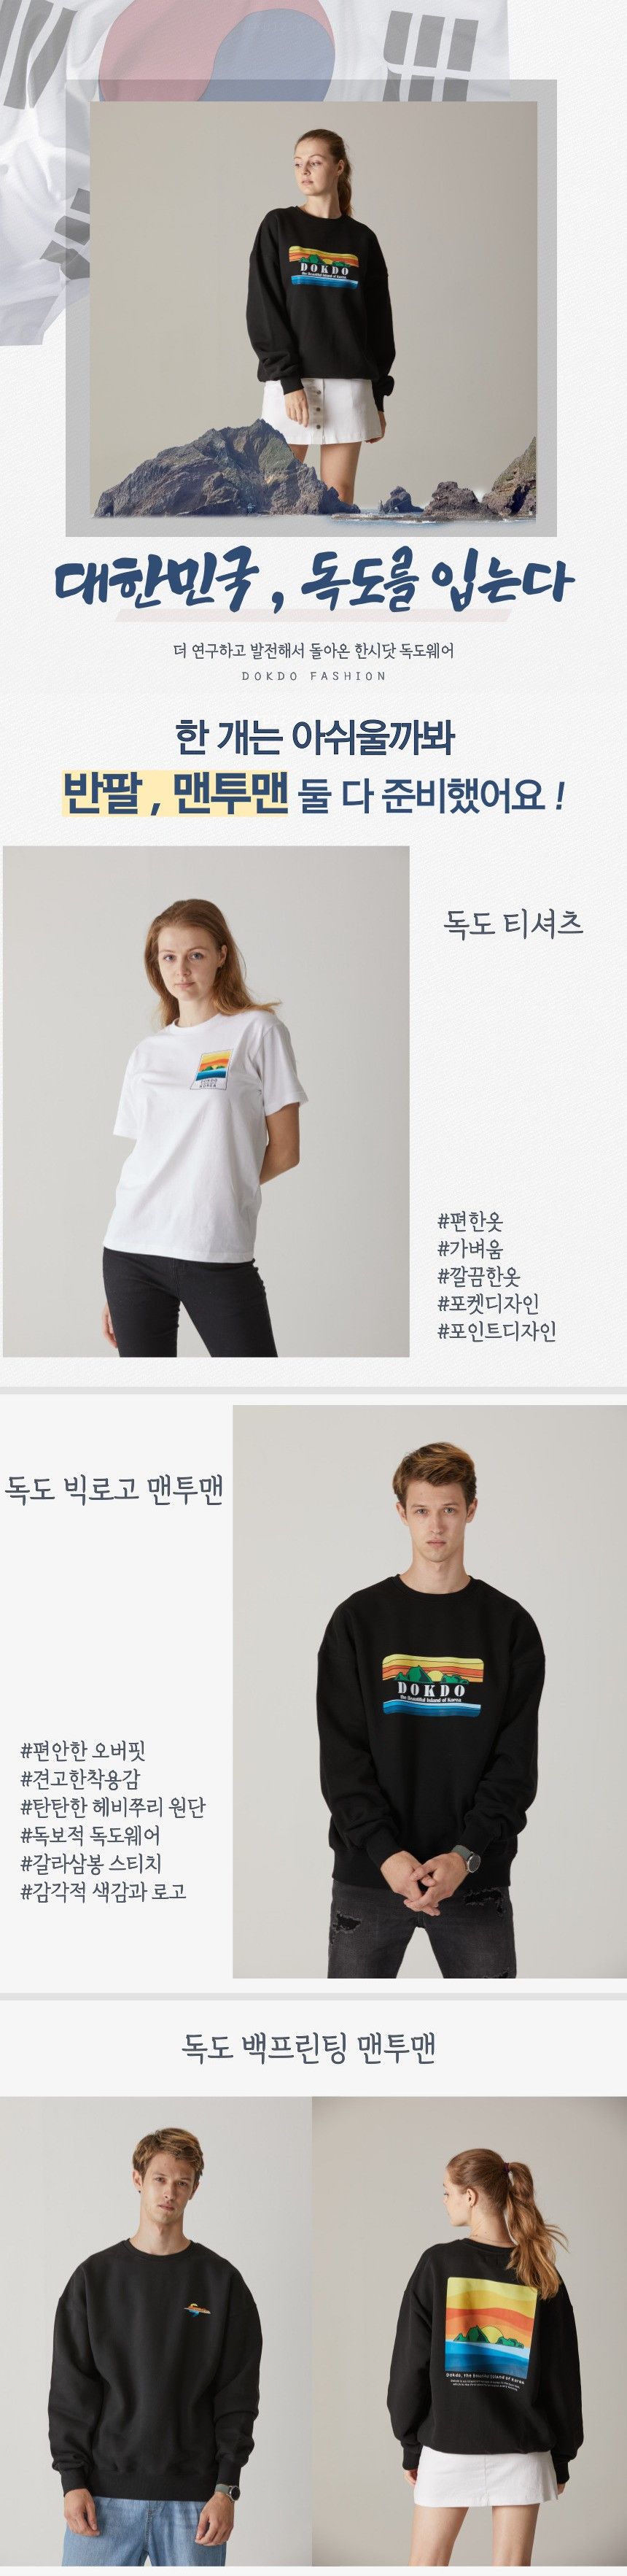 DOKDO
the Beautiful Island of Korea
대한민국, 독도를 입는다
더 연구하고 발전해서 돌아온 한시닷 독도웨어
DOKDO FASHION
한 개는 아쉬울까봐
반팔, 맨투맨 둘 다 준비했어요!
독도 티셔츠
DOKDO
KOREA
#편한옷
#가벼움
#깔끔한옷
#포켓디자인
#포인트디자인
독도 빅로고 맨투맨
DOKDO
the Beautiful Island of Korea
#편안한 오버핏
#견고한착용감
#탄탄한 헤비쭈리 원단
#독보적 독도웨어
#갈라삼봉 스티치
#감각적 색감과 로고
독도 백프린팅 맨투맨
Dokdo, the beautiful island of Korea